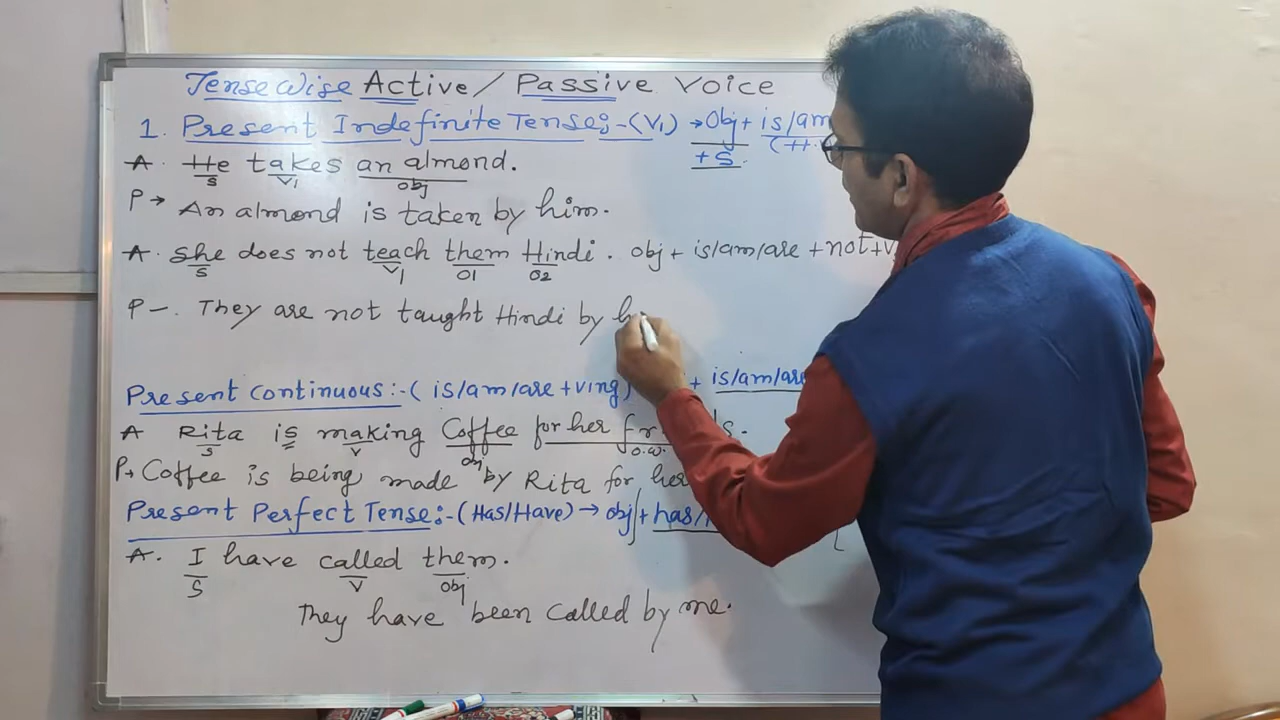 Tense Wise Active / Passive Voice
1. Present Indefinite Tense:-(V1) → Obj + is/am
+ S.
(H.
A. He takes an almond.
S V1 obj
P → An almond is taken by him.
A. She does not teach them Hindi. obj + is/am/are + not + v
S V1 O1 O2
P -. They are not taught Hindi by h
Present Continuous:-( is/am/are + ving) + is/am/are
A Rita is making Coffee for her
S V obj O.W.
P → Coffee is being made by Rita for her
Present Perfect Tense:-(Has/Have) → obj + has/
A. I have called them.
S V obj
They have been called by me.